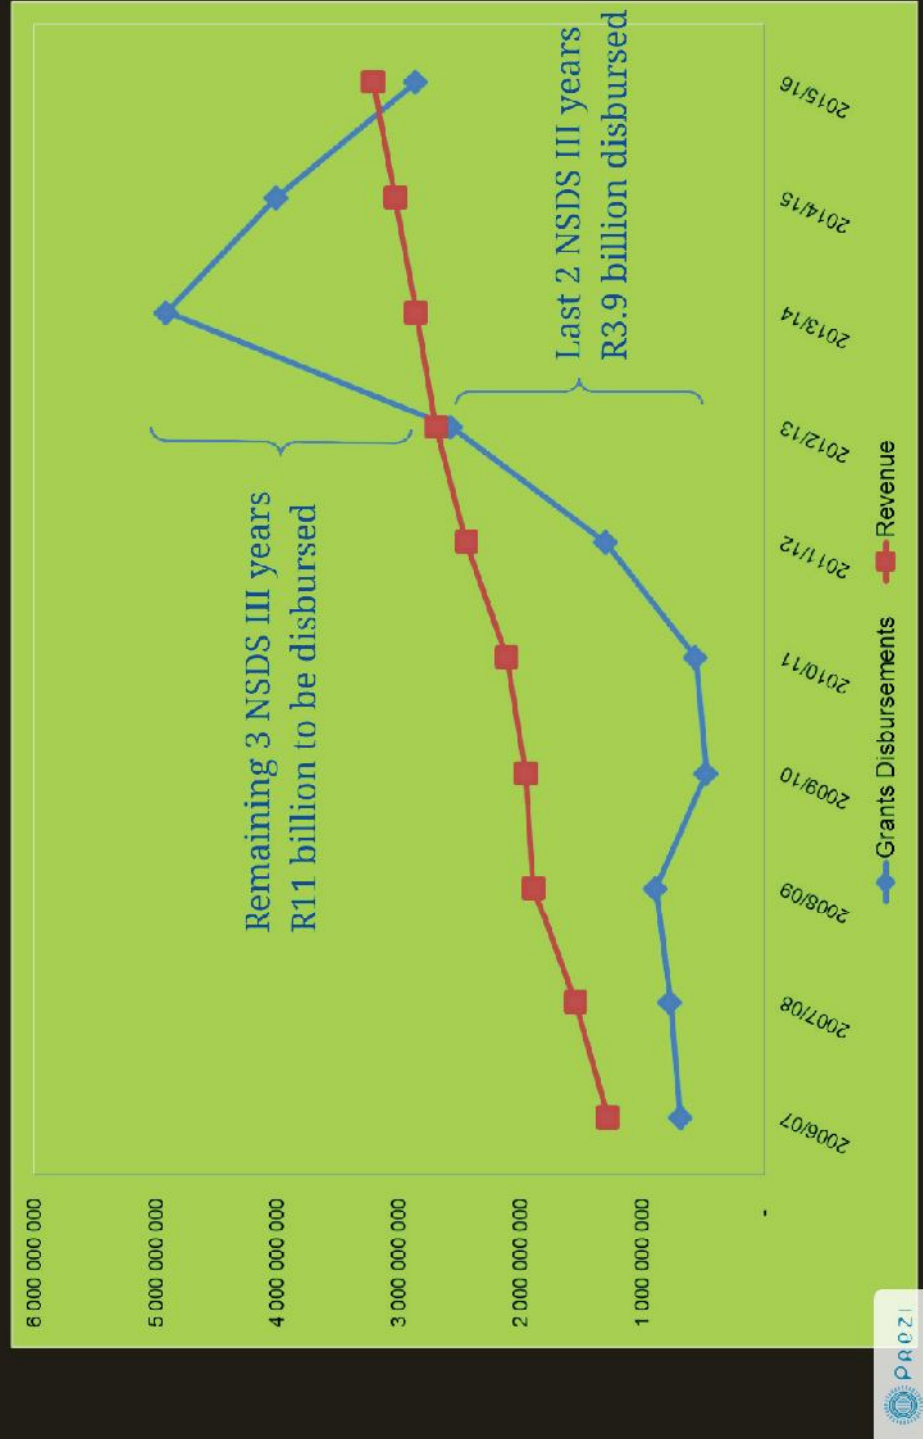 6 000 000 000
5 000 000 000
4 000 000 000
3 000 000 000
2 000 000 000
1 000 000 000
-
Remaining 3 NSDS III years
R11 billion to be disbursed
Last 2 NSDS III years
R3.9 billion disbursed
2006/07
2007/08
2008/09
2009/10
2010/11
2011/12
2012/13
2013/14
2014/15
2015/16
Grants Disbursements
Revenue
Prezi